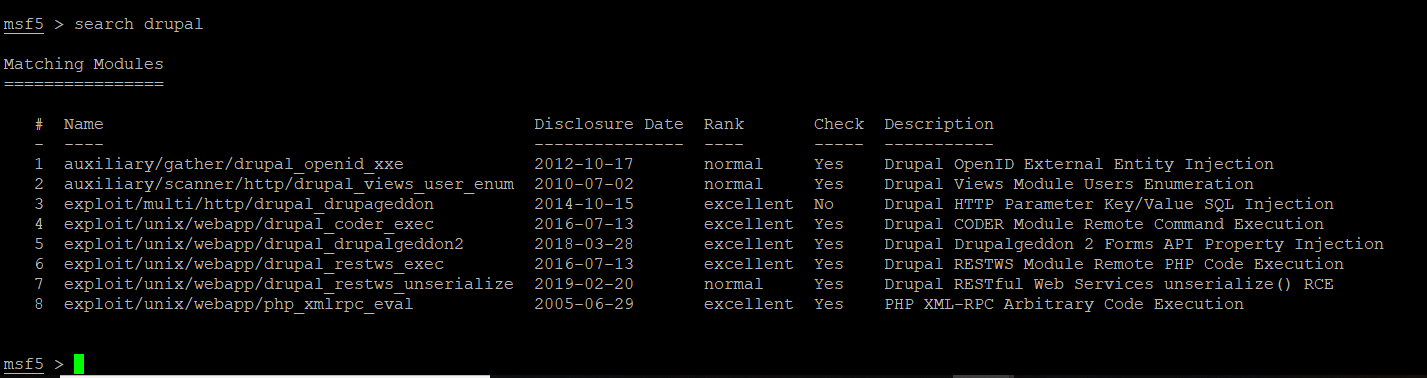 msf5 > search drupal
Matching Modules
================
# Name Disclosure Date Rank Check Description
- ---- --------------- ---- ----- -----------
1 auxiliary/gather/drupal_openid_xxe 2012-10-17 normal Yes Drupal OpenID External Entity Injection
2 auxiliary/scanner/http/drupal_views_user_enum 2010-07-02 normal Yes Drupal Views Module Users Enumeration
3 exploit/multi/http/drupal_drupageddon 2014-10-15 excellent No Drupal HTTP Parameter Key/Value SQL Injection
4 exploit/unix/webapp/drupal_coder_exec 2016-07-13 excellent Yes Drupal CODER Module Remote Command Execution
5 exploit/unix/webapp/drupal_drupalgeddon2 2018-03-28 excellent Yes Drupal Drupalgeddon 2 Forms API Property Injection
6 exploit/unix/webapp/drupal_restws_exec 2016-07-13 excellent Yes Drupal RESTWS Module Remote PHP Code Execution
7 exploit/unix/webapp/drupal_restws_unserialize 2019-02-20 normal Yes Drupal RESTful Web Services unserialize() RCE
8 exploit/unix/webapp/php_xmlrpc_eval 2005-06-29 excellent Yes PHP XML-RPC Arbitrary Code Execution
msf5 >